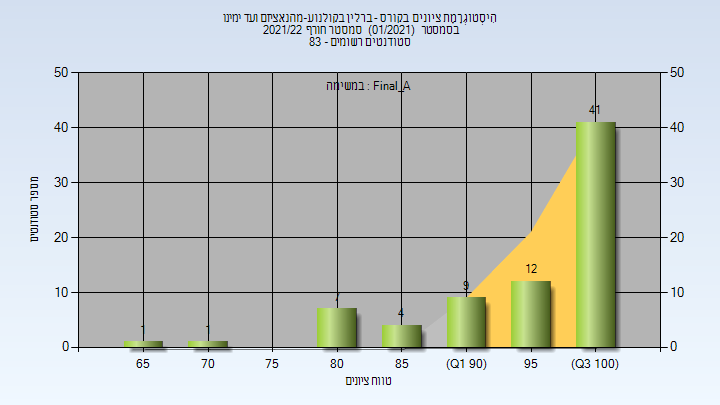 הִיסְטוֹגְרָמַת ציונים בקורס - ברלין בקולנוע-מהנאציזם ועד ימינו
בסמסטר (01/2021) סמסטר חורף 2021/22
סטודנטים רשומים - 83
במשימה : Final_A
50 50
40 40
30 30
20 20
10 10
0 0
1 1 7 4 9 12 41
65 70 75 80 85 (Q1 90) 95 (Q3 100)
מספר סטודנטים
טווח ציונים